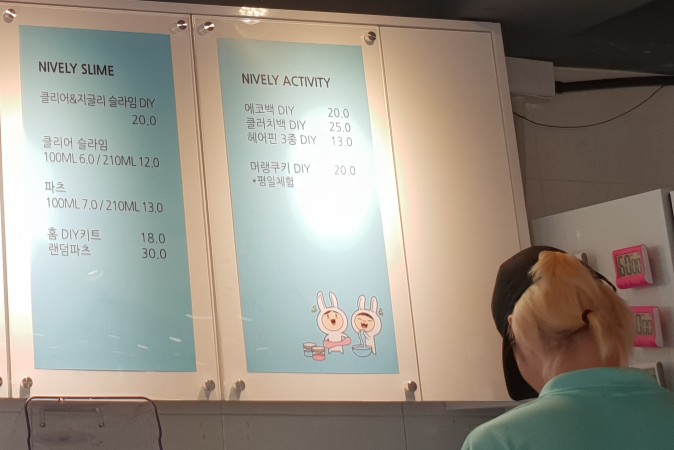 NIVELY SLIME
클리어&지글리 슬라임 DIY
20.0
클리어 슬라임
100ML 6.0 / 210ML 12.0
파츠
100ML 7.0 / 210ML 13.0
홈 DIY키트 18.0
랜덤파츠 30.0
NIVELY ACTIVITY
에코백 DIY 20.0
클러치백 DIY 25.0
헤어핀 3종 DIY 13.0
머랭쿠키 DIY 20.0
*평일체험
60:00